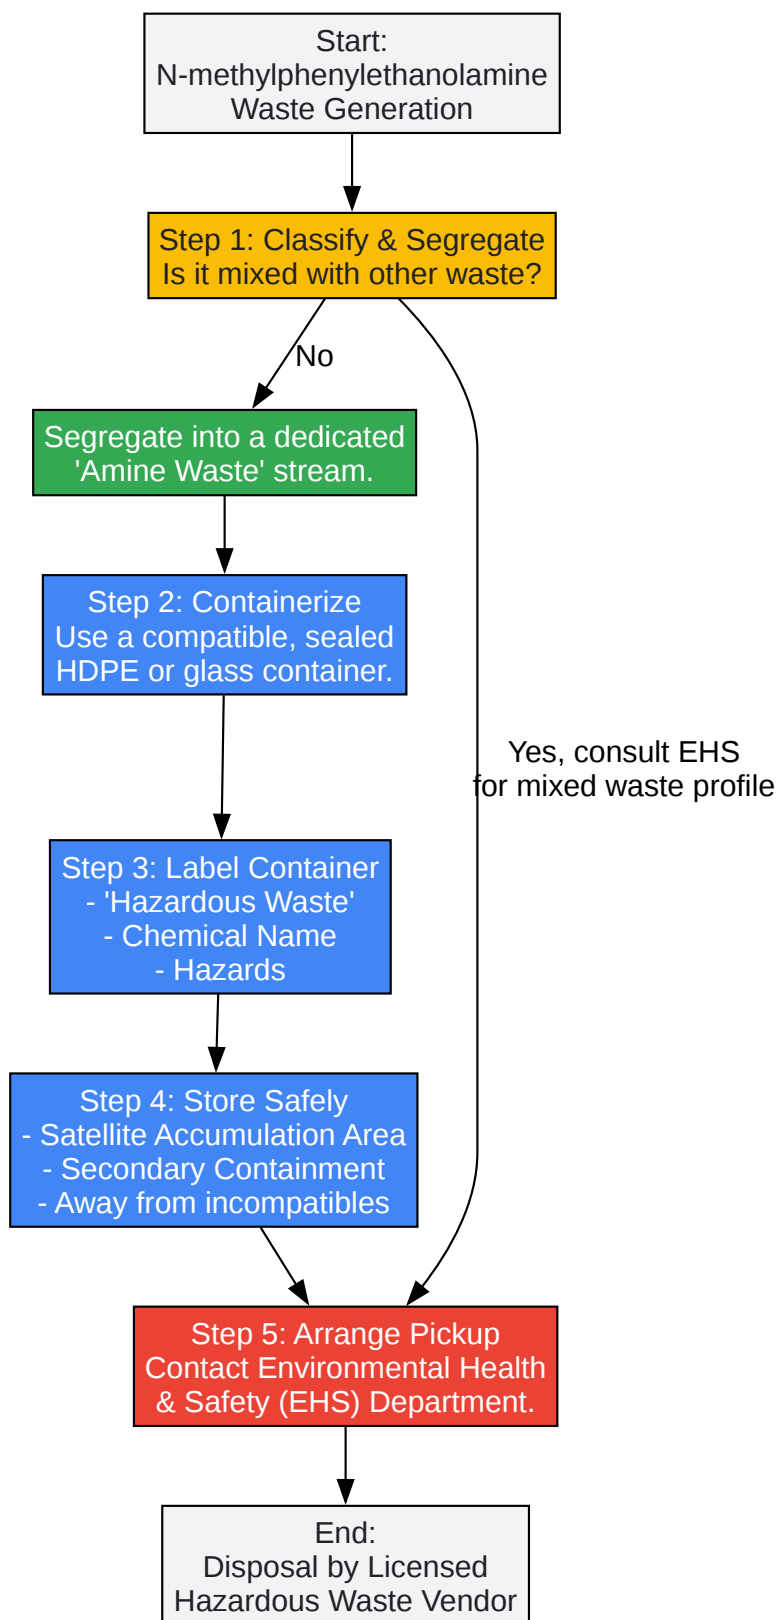 Start:
N-methylphenylethanolamine
Waste Generation
Step 1: Classify & Segregate
Is it mixed with other waste?
No
Segregate into a dedicated
'Amine Waste' stream.
Step 2: Containerize
Use a compatible, sealed
HDPE or glass container.
Yes, consult EHS
for mixed waste profile
Step 3: Label Container
- 'Hazardous Waste'
- Chemical Name
- Hazards
Step 4: Store Safely
- Satellite Accumulation Area
- Secondary Containment
- Away from incompatibles
Step 5: Arrange Pickup
Contact Environmental Health
& Safety (EHS) Department.
End:
Disposal by Licensed
Hazardous Waste Vendor